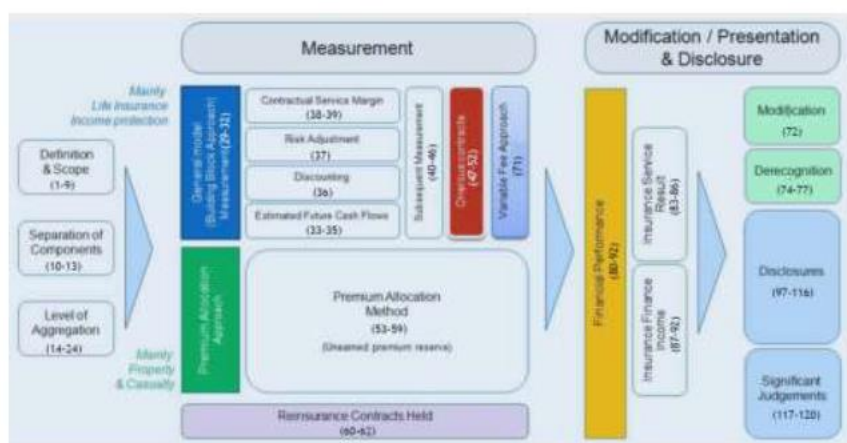 Measurement
Modification / Presentation
& Disclosure
Mainly
Life Insurance
Income protection
Definition
& Scope
(1-9)
Separation of
Components
(10-13)
Level of
Aggregation
(14-24)
Mainly
Property
& Casualty
General model
(Building Block Approach)
Measurement (29-32)
Contractual Service Margin
(38-39)
Risk Adjustment
(37)
Discounting
(36)
Estimated Future Cash Flows
(33-35)
Subsequent Measurement
(40-46)
Onerous contracts
(47-52)
Variable Fee Approach
(71)
Premium Allocation
Approach
Premium Allocation
Method
(53-59)
(Unearned premium reserve)
Reinsurance Contracts Held
(60-62)
Financial Performance
(80-92)
Insurance Service
Result
(83-86)
Insurance Finance
Income
(87-92)
Modification
(72)
Derecognition
(74-77)
Disclosures
(97-116)
Significant
Judgements
(117-120)